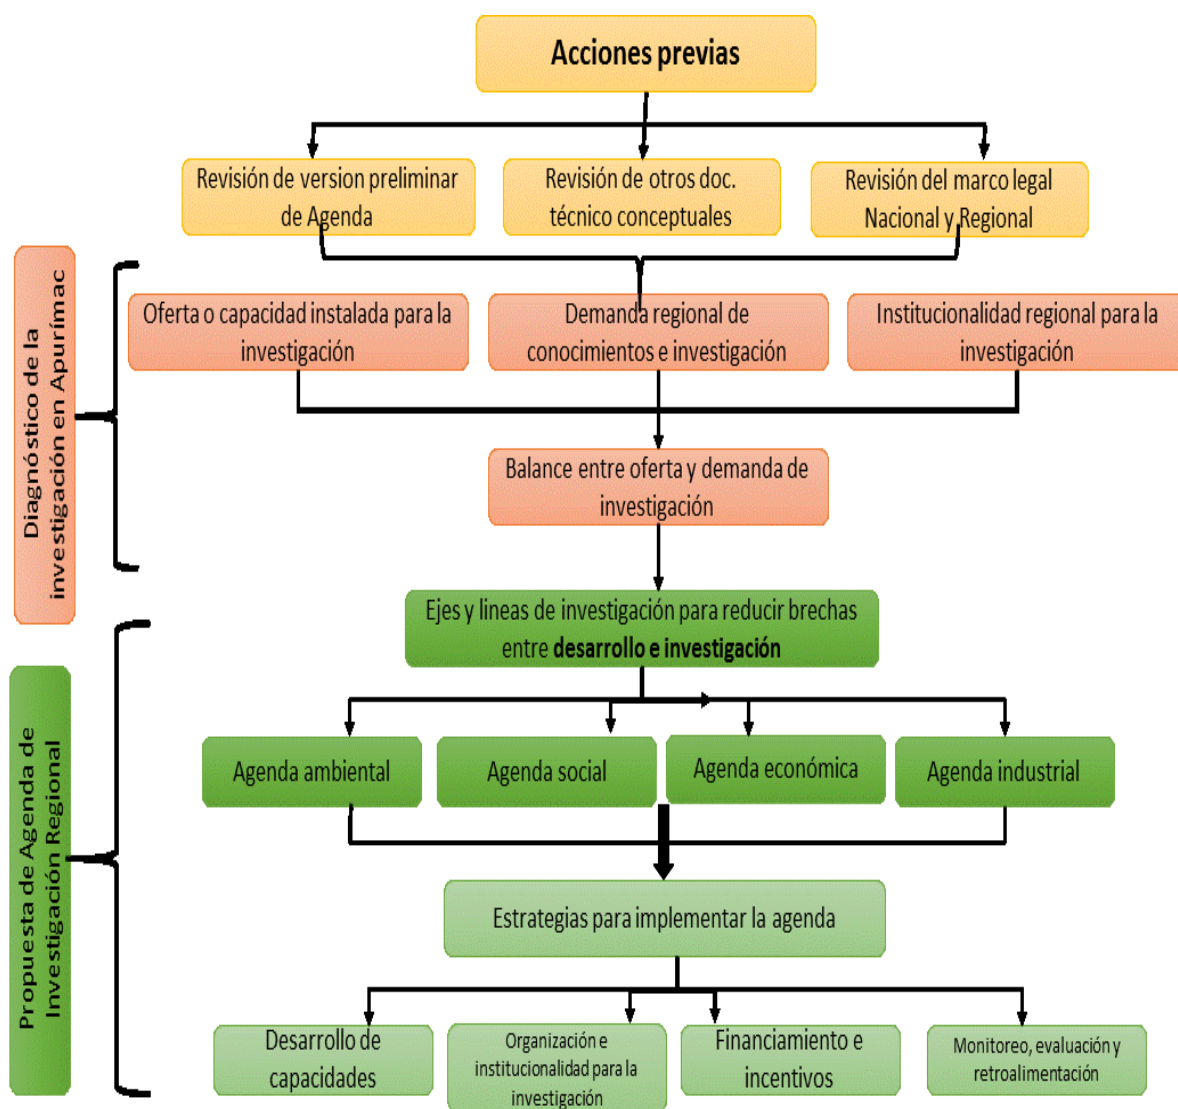 Acciones previas
Revisión de version preliminar
de Agenda
Revisión de otros doc.
técnico conceptuales
Revisión del marco legal
Nacional y Regional
Diagnóstico de la
investigación en Apurímac
Oferta o capacidad instalada para la
investigación
Demanda regional de
conocimientos e investigación
Institucionalidad regional para la
investigación
Balance entre oferta y demanda de
investigación
Propuesta de Agenda de
Investigación Regional
Ejes y lineas de investigación para reducir brechas
entre desarrollo e investigación
Agenda ambiental
Agenda social
Agenda económica
Agenda industrial
Estrategias para implementar la agenda
Desarrollo de
capacidades
Organización e
institucionalidad para la
investigación
Financiamiento e
incentivos
Monitoreo, evaluación y
retroalimentación